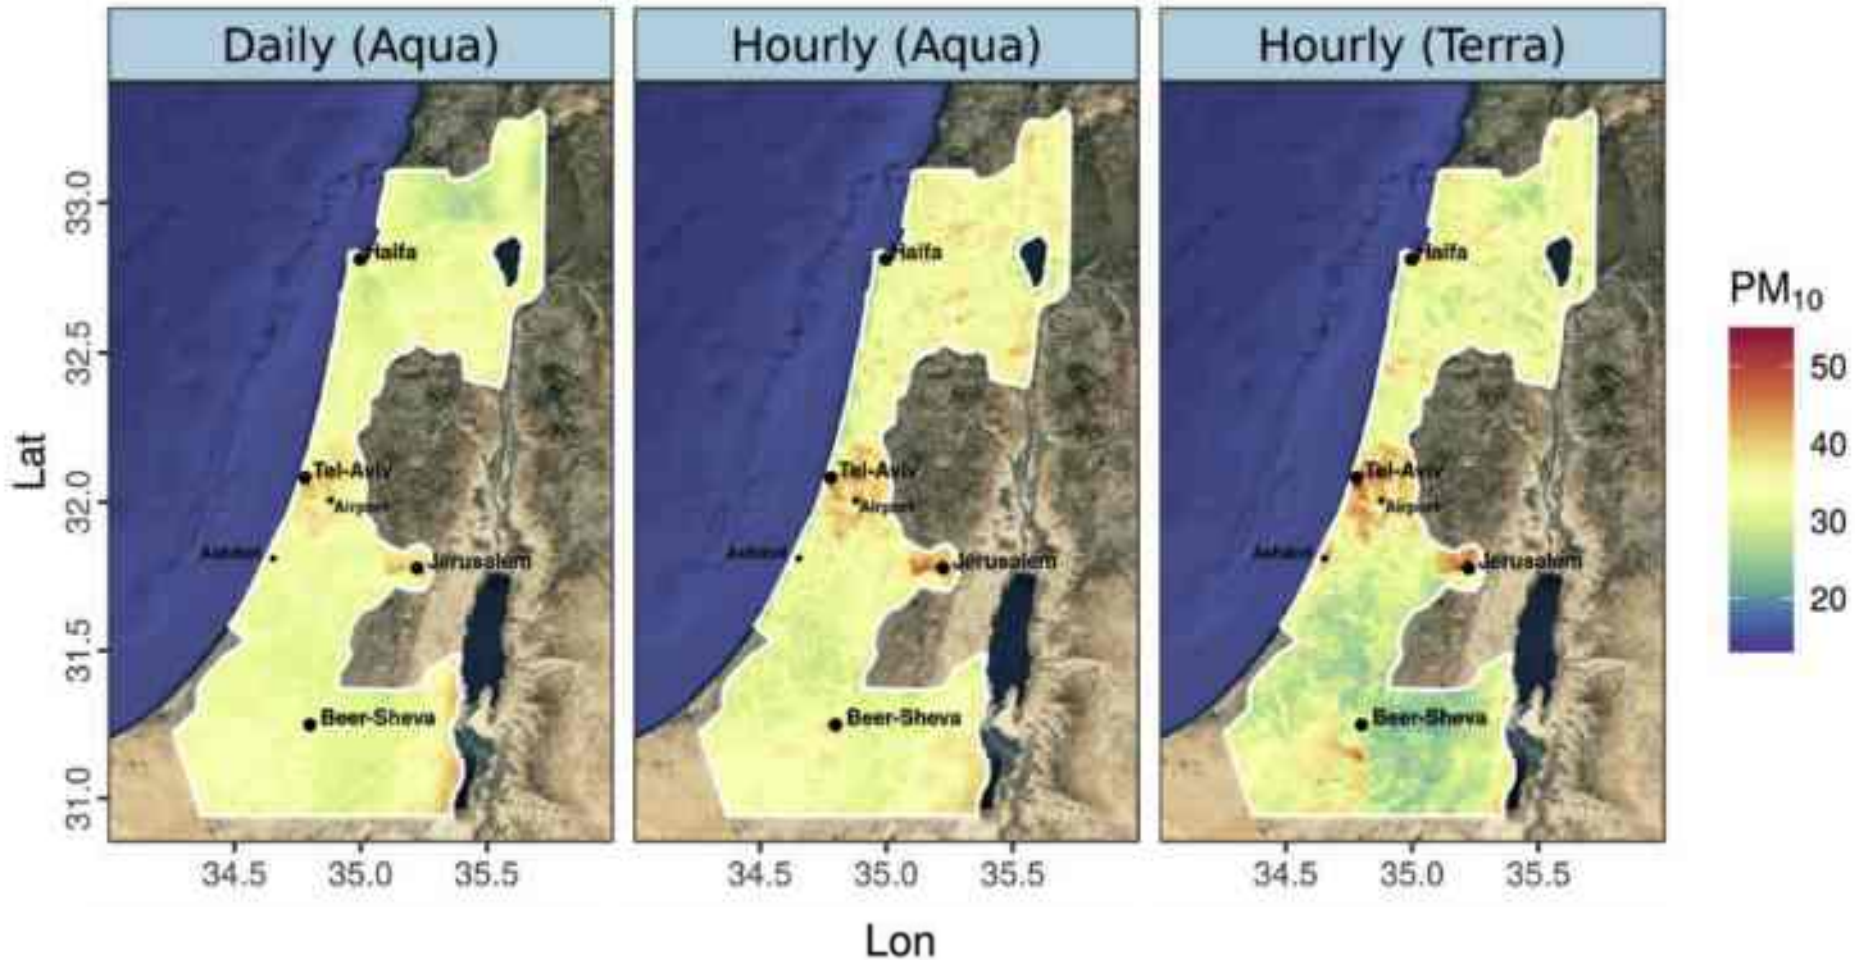 Daily (Aqua)
Hourly (Aqua)
Hourly (Terra)
Haifa
Tel-Aviv
Airport
Ashdod
Jerusalem
Beer-Sheva
Haifa
Tel-Aviv
Airport
Ashdod
Jerusalem
Beer-Sheva
Haifa
Tel-Aviv
Airport
Ashdod
Jerusalem
Beer-Sheva
Lat
33.0
32.5
32.0
31.5
31.0
34.5 35.0 35.5
34.5 35.0 35.5
34.5 35.0 35.5
Lon
PM₁₀
50
40
30
20